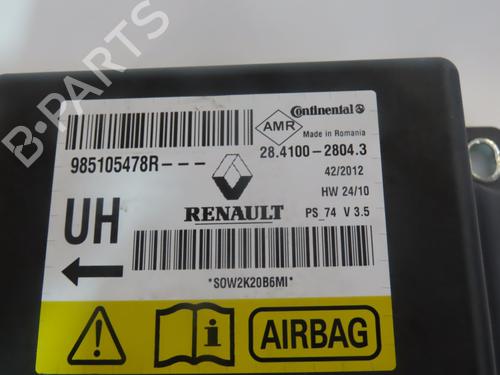 B-PARTS
Continental
AMR
Made in Romania
985105478R---
28.4100-2804.3
42/2012
HW 24/10
UH
RENAULT
PS_74 V 3.5
*SOW2K20B6MI*
AIRBAG